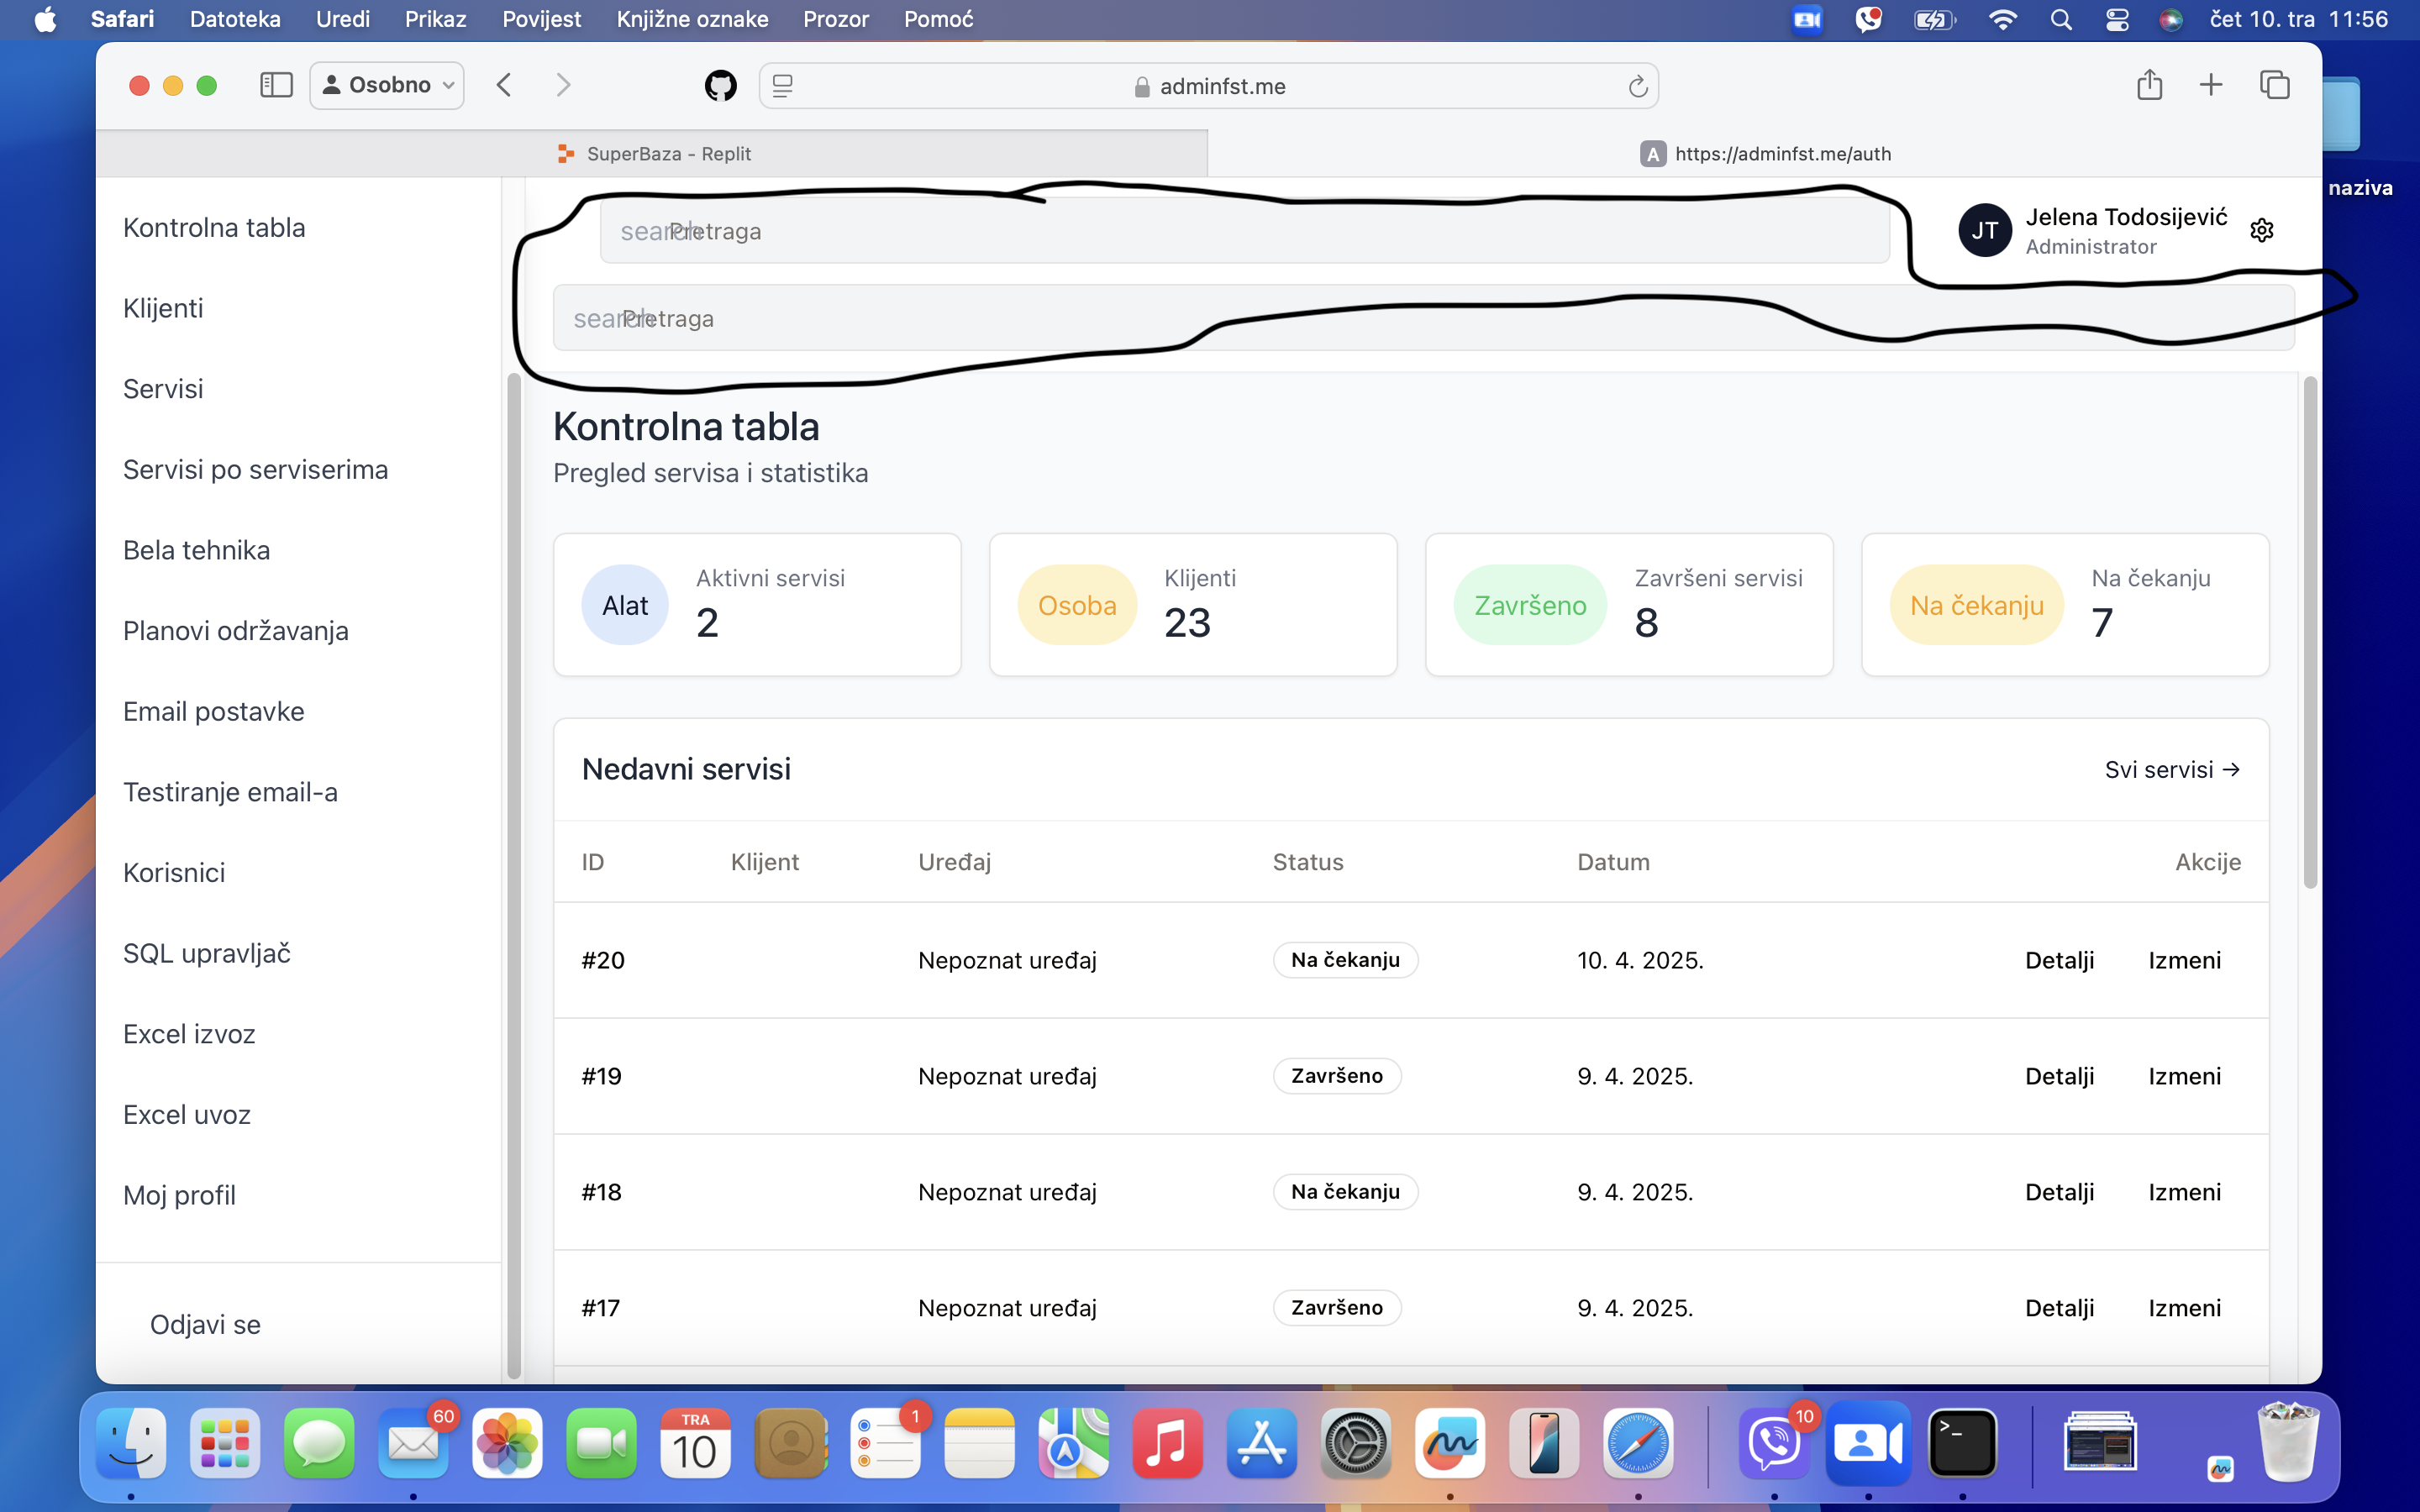 Safari Datoteka Uredi Prikaz Povijest Knjižne oznake Prozor Pomoć čet 10. tra 11:56
Osobno adminfst.me
SuperBaza - Replit A https://adminfst.me/auth
naziva
Kontrolna tabla
Klijenti
Servisi
Servisi po serviserima
Bela tehnika
Planovi održavanja
Email postavke
Testiranje email-a
Korisnici
SQL upravljač
Excel izvoz
Excel uvoz
Moj profil
Odjavi se
search Pretraga
JT Jelena Todosijević
Administrator
search Pretraga
Kontrolna tabla
Pregled servisa i statistika
Alat Aktivni servisi
2
Osoba Klijenti
23
Završeno Završeni servisi
8
Na čekanju Na čekanju
7
Nedavni servisi Svi servisi →
ID Klijent Uređaj Status Datum Akcije
#20 Nepoznat uređaj Na čekanju 10. 4. 2025. Detalji Izmeni
#19 Nepoznat uređaj Završeno 9. 4. 2025. Detalji Izmeni
#18 Nepoznat uređaj Na čekanju 9. 4. 2025. Detalji Izmeni
#17 Nepoznat uređaj Završeno 9. 4. 2025. Detalji Izmeni
60 TRA 10 1 10 >_